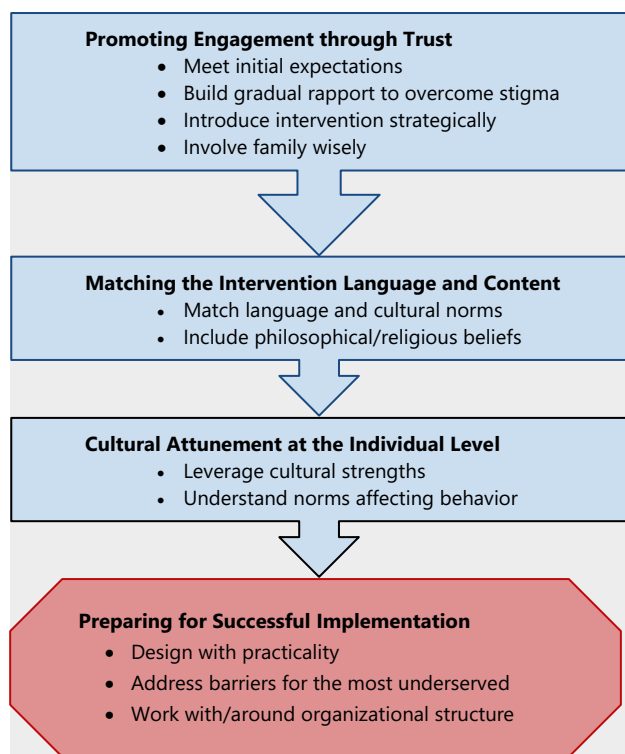 Promoting Engagement through Trust
• Meet initial expectations
• Build gradual rapport to overcome stigma
• Introduce intervention strategically
• Involve family wisely
Matching the Intervention Language and Content
• Match language and cultural norms
• Include philosophical/religious beliefs
Cultural Attunement at the Individual Level
• Leverage cultural strengths
• Understand norms affecting behavior
Preparing for Successful Implementation
• Design with practicality
• Address barriers for the most underserved
• Work with/around organizational structure